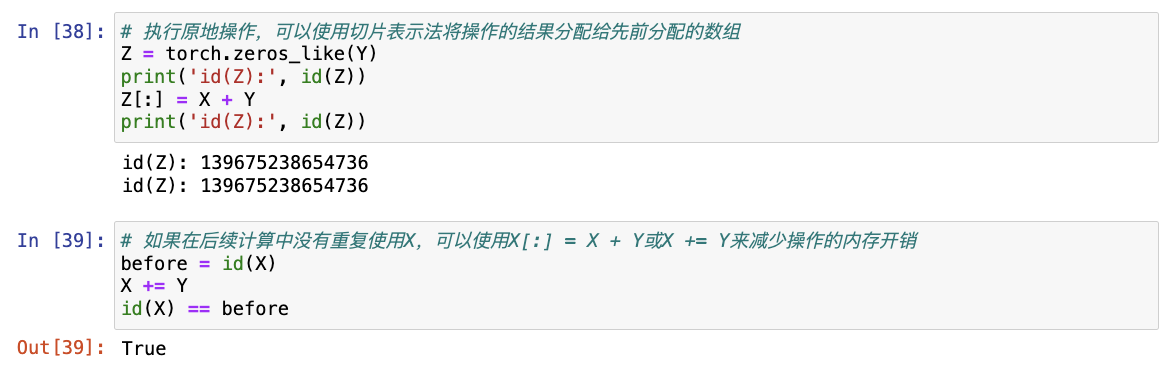 In [38]: # 执行原地操作，可以使用切片表示法将操作的结果分配给先前分配的数组
Z = torch.zeros_like(Y)
print('id(Z):', id(Z))
Z[:] = X + Y
print('id(Z):', id(Z))
id(Z): 139675238654736
id(Z): 139675238654736
In [39]: # 如果在后续计算中没有重复使用X，可以使用X[:] = X + Y或X += Y来减少操作的内存开销
before = id(X)
X += Y
id(X) == before
Out[39]: True